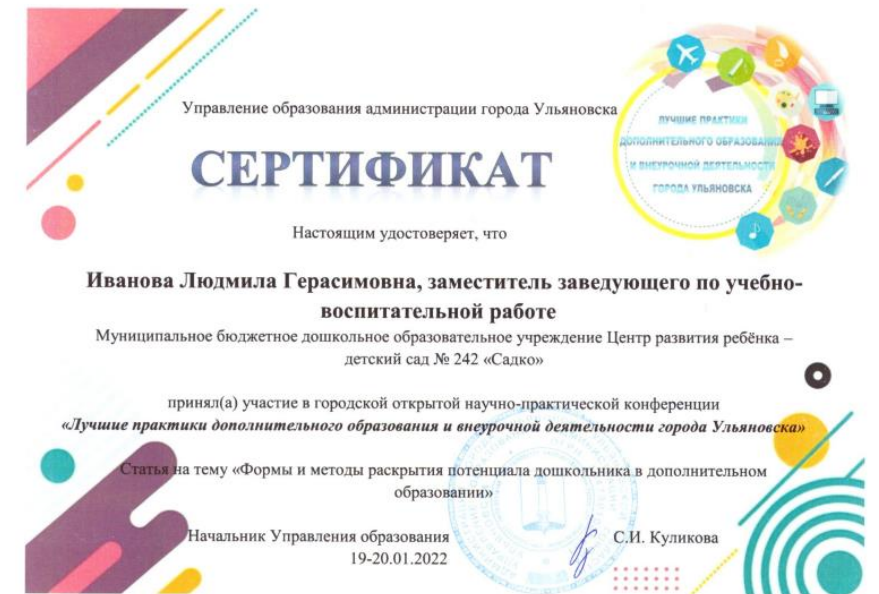 Управление образования администрации города Ульяновска
СЕРТИФИКАТ
ЛУЧШИЕ ПРАКТИКИ
ДОПОЛНИТЕЛЬНОГО ОБРАЗОВАНИЯ
И ВНЕУРОЧНОЙ ДЕЯТЕЛЬНОСТИ
ГОРОДА УЛЬЯНОВСКА
Настоящим удостоверяет, что
Иванова Людмила Герасимовна, заместитель заведующего по учебно-
воспитательной работе
Муниципальное бюджетное дошкольное образовательное учреждение Центр развития ребёнка –
детский сад № 242 «Садко»
принял(а) участие в городской открытой научно-практической конференции
«Лучшие практики дополнительного образования и внеурочной деятельности города Ульяновска»
Статья на тему «Формы и методы раскрытия потенциала дошкольника в дополнительном
образовании»
Начальник Управления образования С.И. Куликова
19-20.01.2022